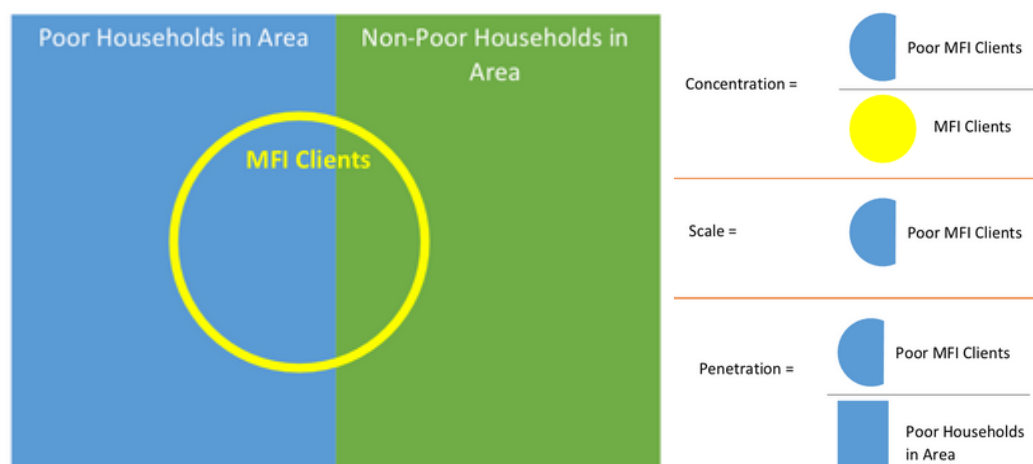 Poor Households in Area
Non-Poor Households in
Area
MFI Clients
Concentration =
Poor MFI Clients
MFI Clients
Scale =
Poor MFI Clients
Penetration =
Poor MFI Clients
Poor Households
in Area